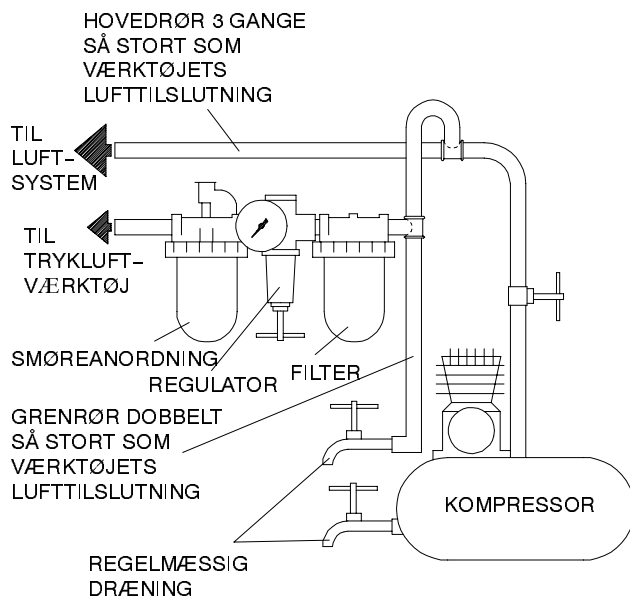 HOVEDRØR 3 GANGE
SÅ STORT SOM
VÆRKTØJETS
LUFTTILSLUTNING
TIL
LUFT–
SYSTEM
TIL
TRYKLUFT–
VÆRKTØJ
SMØREANORDNING
REGULATOR
FILTER
GRENRØR DOBBELT
SÅ STORT SOM
VÆRKTØJETS
LUFTTILSLUTNING
KOMPRESSOR
REGELMÆSSIG
DRÆNING